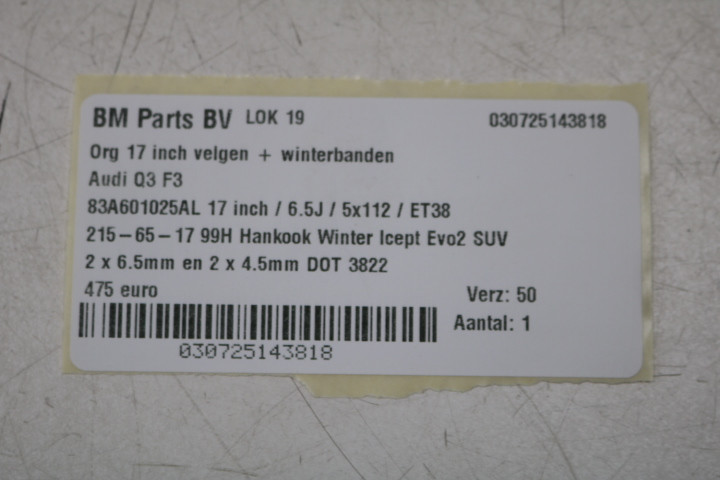 BM Parts BV LOK 19 030725143818
Org 17 inch velgen + winterbanden
Audi Q3 F3
83A601025AL 17 inch / 6.5J / 5x112 / ET38
215-65-17 99H Hankook Winter Icept Evo2 SUV
2 x 6.5mm en 2 x 4.5mm DOT 3822
475 euro Verz: 50
Aantal: 1
030725143818